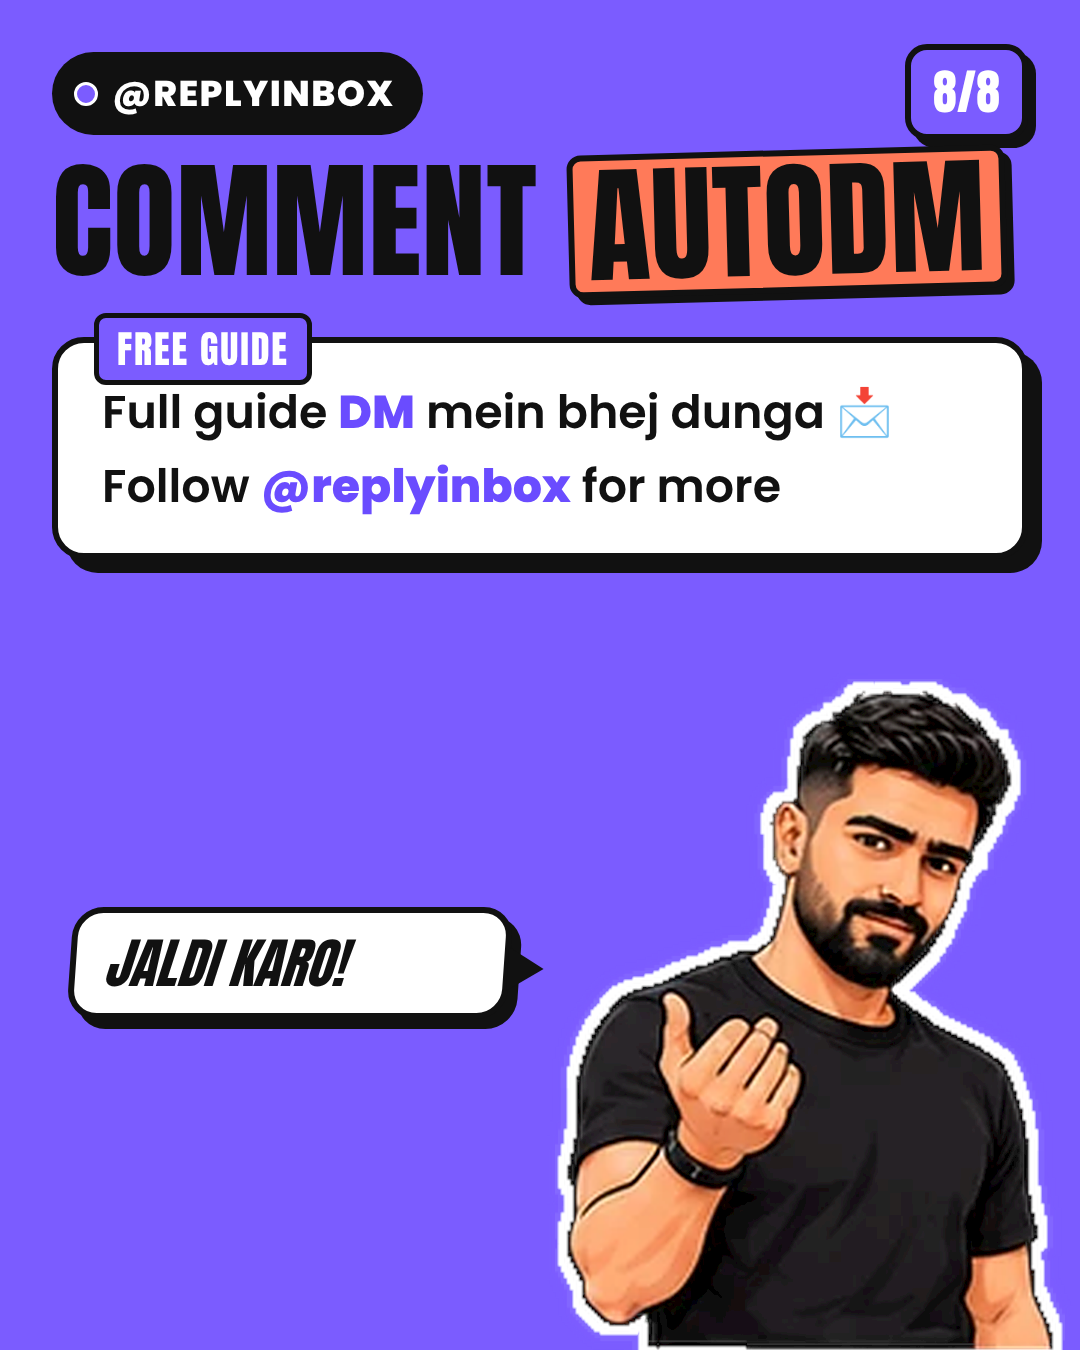 @REPLYINBOX
8/8
COMMENT AUTODM
FREE GUIDE
Full guide DM mein bhej dunga 📩
Follow @replyinbox for more
JALDI KARO!